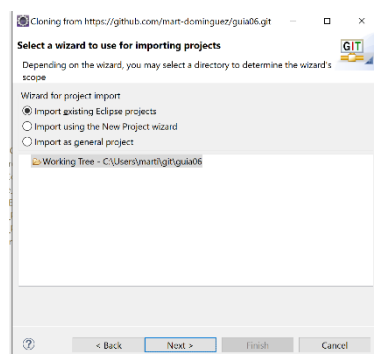 Cloning from https://github.com/mart-dominguez/guia06.git
Select a wizard to use for importing projects
GIT
Depending on the wizard, you may select a directory to determine the wizard's
scope
Wizard for project import
Import existing Eclipse projects
Import using the New Project wizard
Import as general project
Working Tree - C:\Users\marti\git\guia06
< Back
Next >
Finish
Cancel